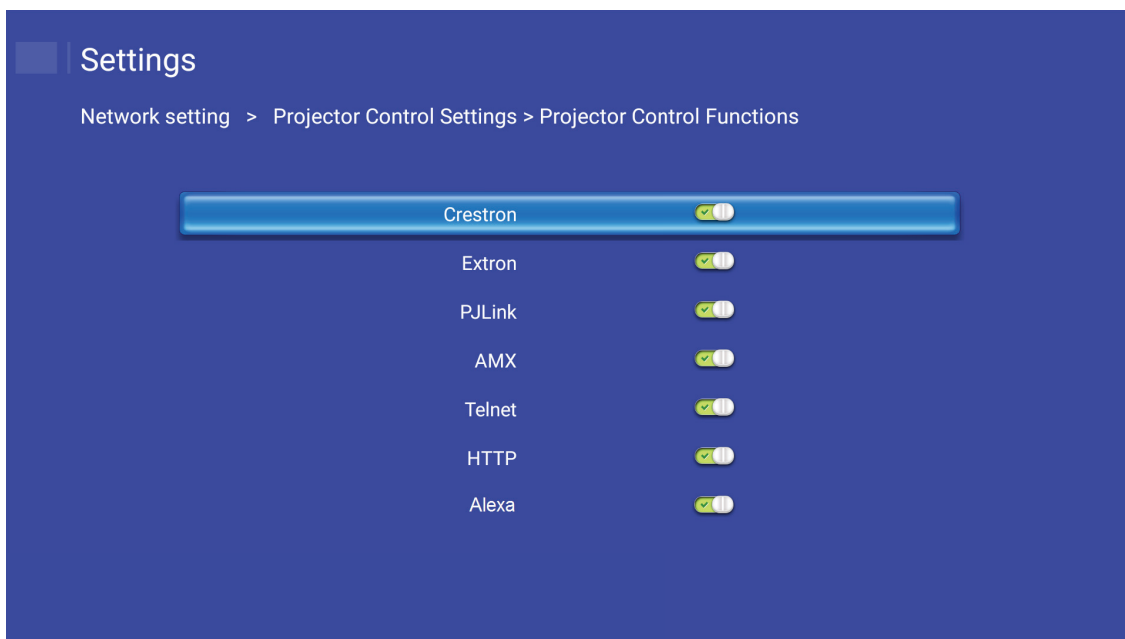 Settings
Network setting > Projector Control Settings > Projector Control Functions
Crestron
Extron
PJLink
AMX
Telnet
HTTP
Alexa